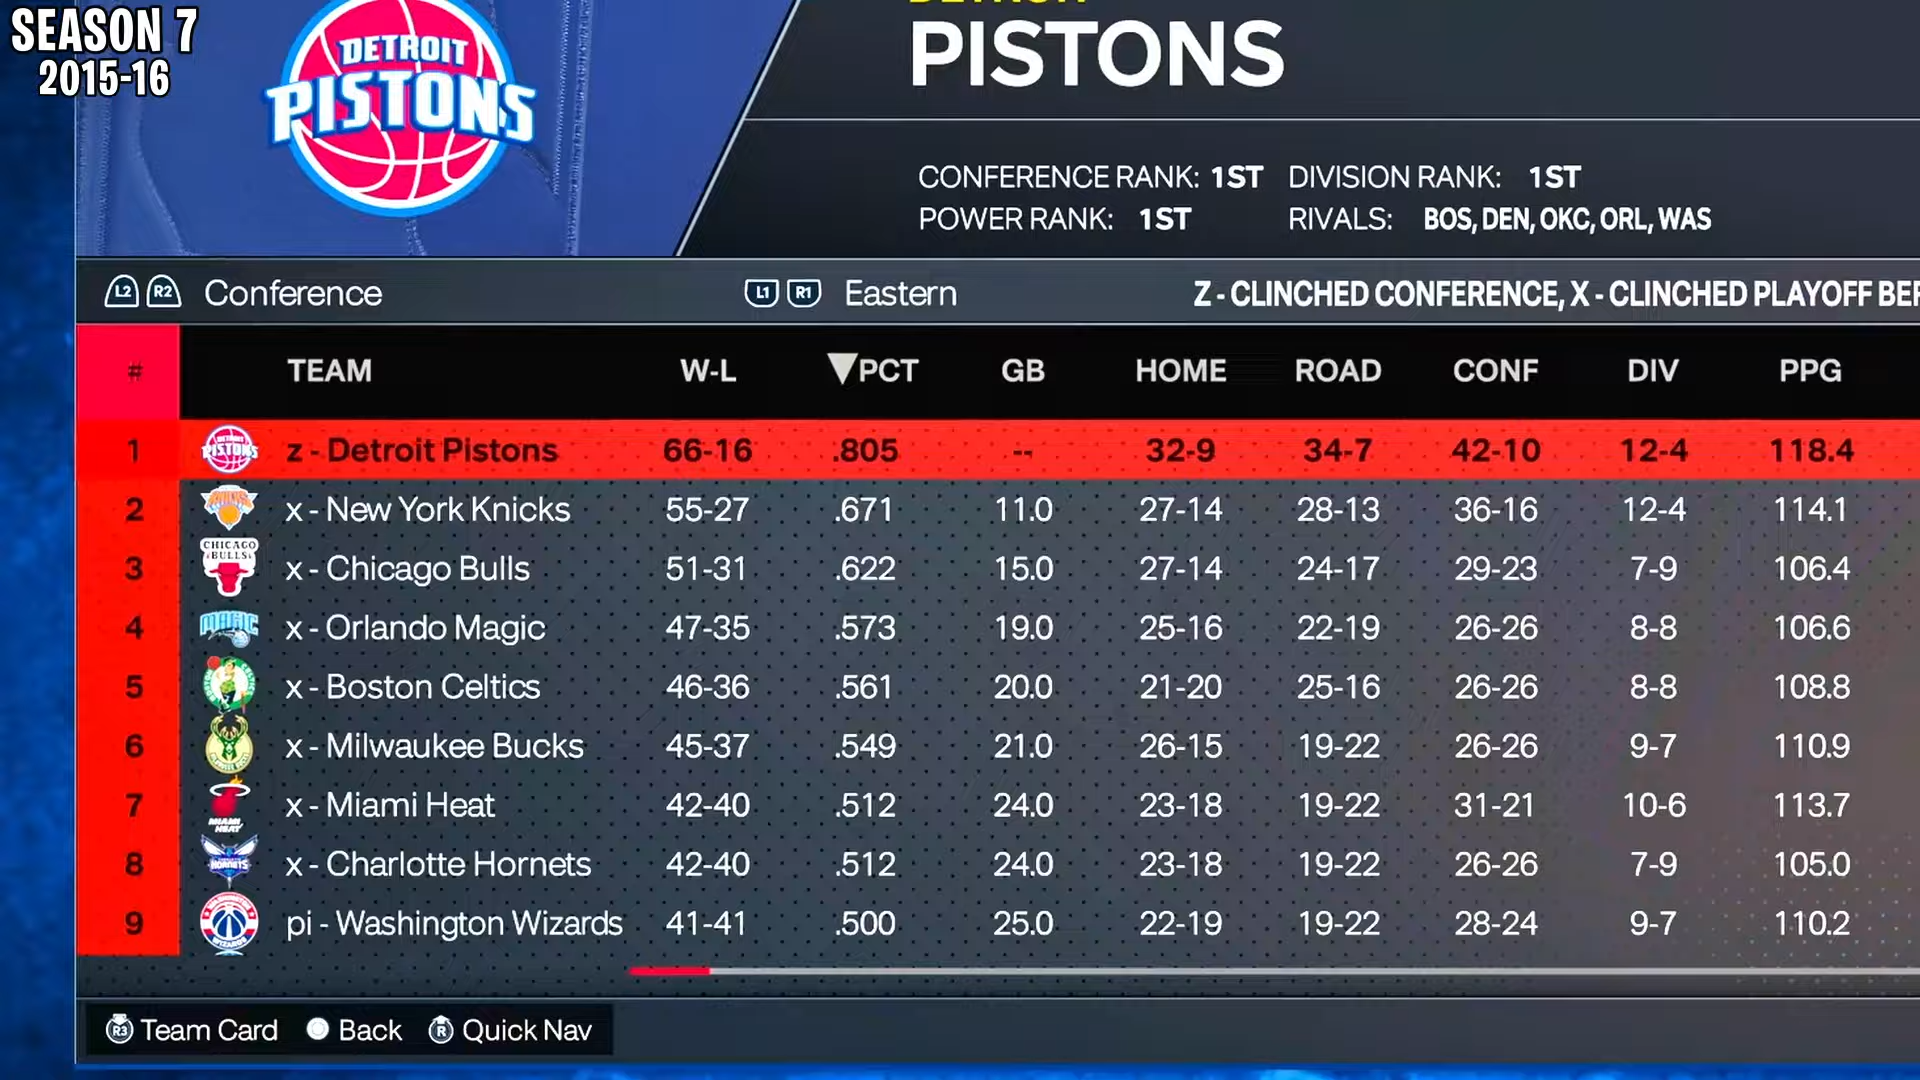 SEASON 7
2015-16
DETROIT
PISTONS
DETROIT
PISTONS
CONFERENCE RANK: 1ST DIVISION RANK: 1ST
POWER RANK: 1ST RIVALS: BOS, DEN, OKC, ORL, WAS
L2 R2 Conference L1 R1 Eastern Z - CLINCHED CONFERENCE, X - CLINCHED PLAYOFF
# TEAM W-L ▼PCT GB HOME ROAD CONF DIV PPG
1 z - Detroit Pistons 66-16 .805 -- 32-9 34-7 42-10 12-4 118.4
2 x - New York Knicks 55-27 .671 11.0 27-14 28-13 36-16 12-4 114.1
3 x - Chicago Bulls 51-31 .622 15.0 27-14 24-17 29-23 7-9 106.4
4 x - Orlando Magic 47-35 .573 19.0 25-16 22-19 26-26 8-8 106.6
5 x - Boston Celtics 46-36 .561 20.0 21-20 25-16 26-26 8-8 108.8
6 x - Milwaukee Bucks 45-37 .549 21.0 26-15 19-22 26-26 9-7 110.9
7 x - Miami Heat 42-40 .512 24.0 23-18 19-22 31-21 10-6 113.7
8 x - Charlotte Hornets 42-40 .512 24.0 23-18 19-22 26-26 7-9 105.0
9 pi - Washington Wizards 41-41 .500 25.0 22-19 19-22 28-24 9-7 110.2
R3 Team Card Back R Quick Nav